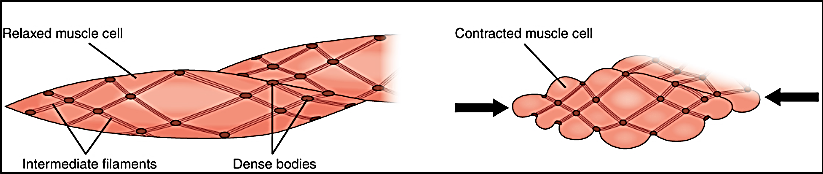 Relaxed muscle cell
Contracted muscle cell
Intermediate filaments
Dense bodies